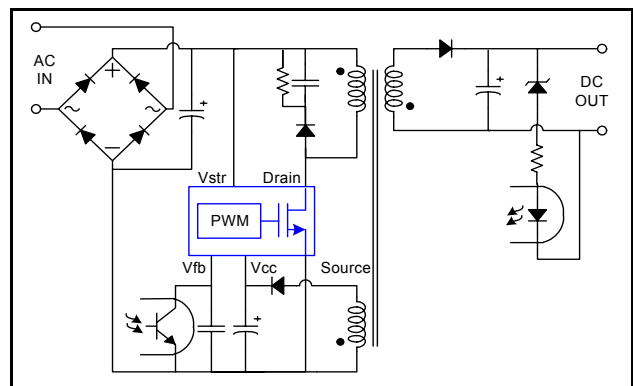 AC
IN
+
~
~
−
+
+
DC
OUT
Vstr
Drain
PWM
Vfb
Vcc
Source
+